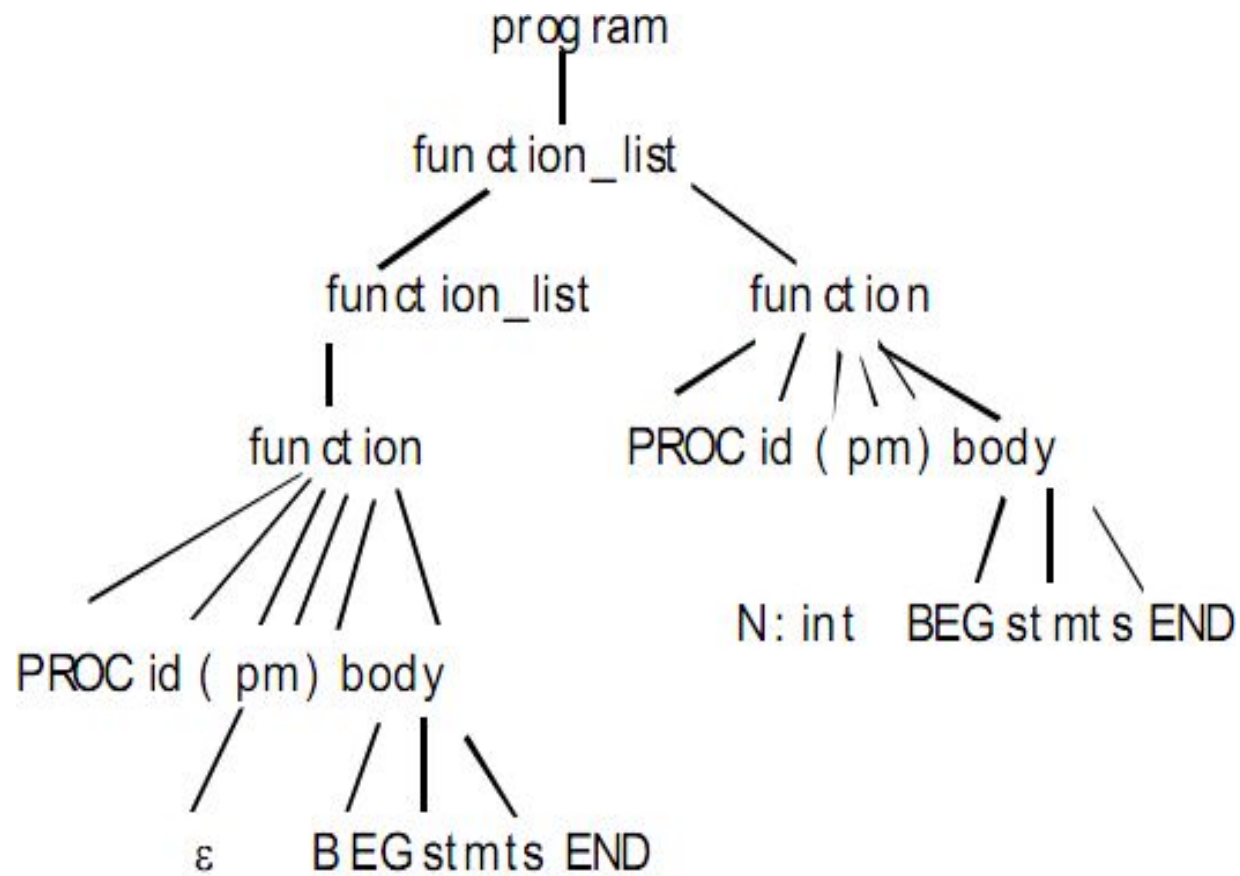 program
function_list
function_list function
function PROC id ( pm ) body
N: int BEG stmts END
PROC id ( pm ) body
ε BEG stmts END